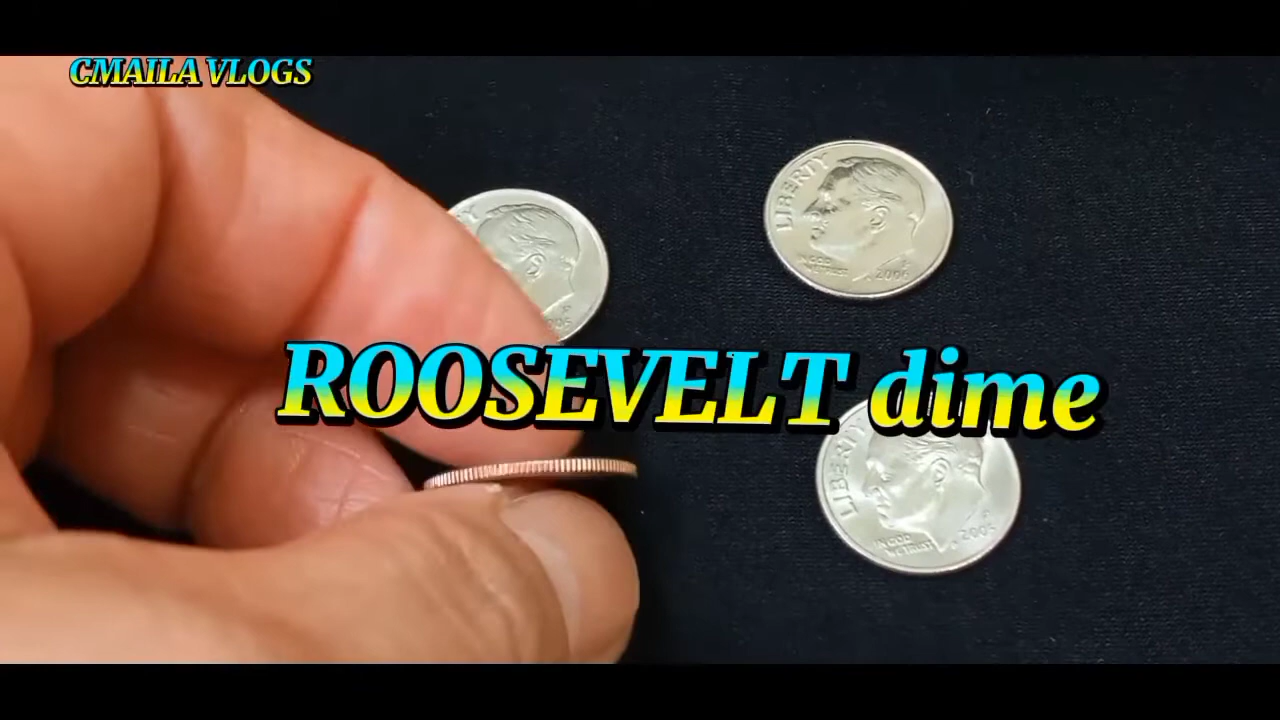 CMAILA VLOGS
LIBERTY
IN GOD
WE TRUST
P
2006
ROOSEVELT dime
LIBERTY
IN GOD
WE TRUST
P